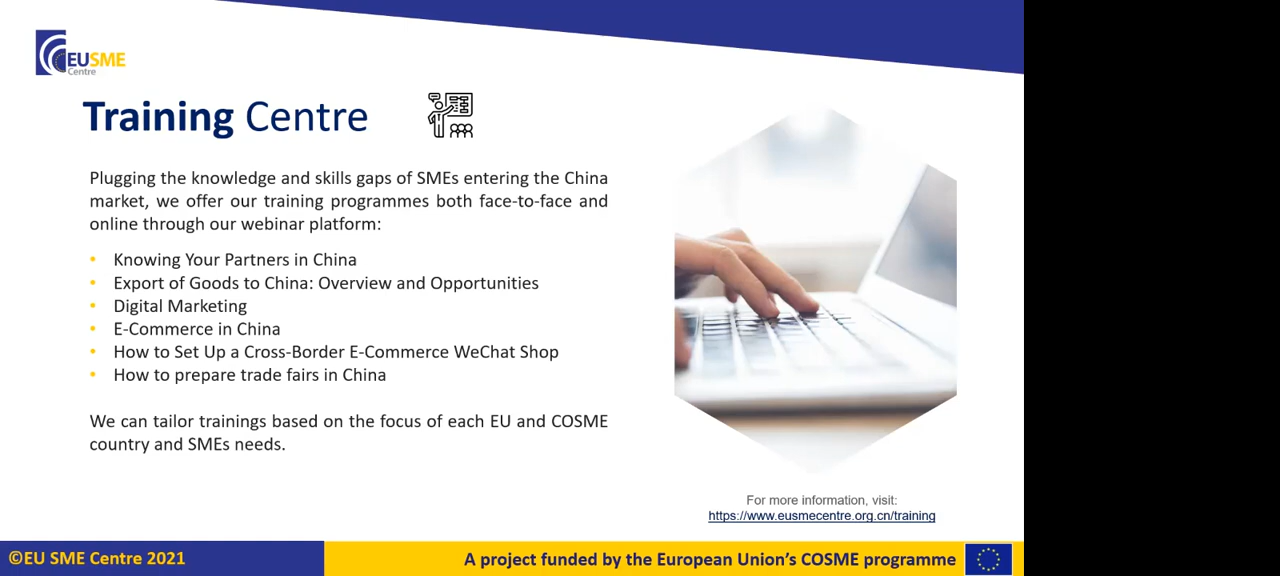 EUSME
Centre
Training Centre
Plugging the knowledge and skills gaps of SMEs entering the China
market, we offer our training programmes both face-to-face and
online through our webinar platform:
• Knowing Your Partners in China
• Export of Goods to China: Overview and Opportunities
• Digital Marketing
• E-Commerce in China
• How to Set Up a Cross-Border E-Commerce WeChat Shop
• How to prepare trade fairs in China
We can tailor trainings based on the focus of each EU and COSME
country and SMEs needs.
For more information, visit:
https://www.eusmecentre.org.cn/training
©EU SME Centre 2021
A project funded by the European Union’s COSME programme